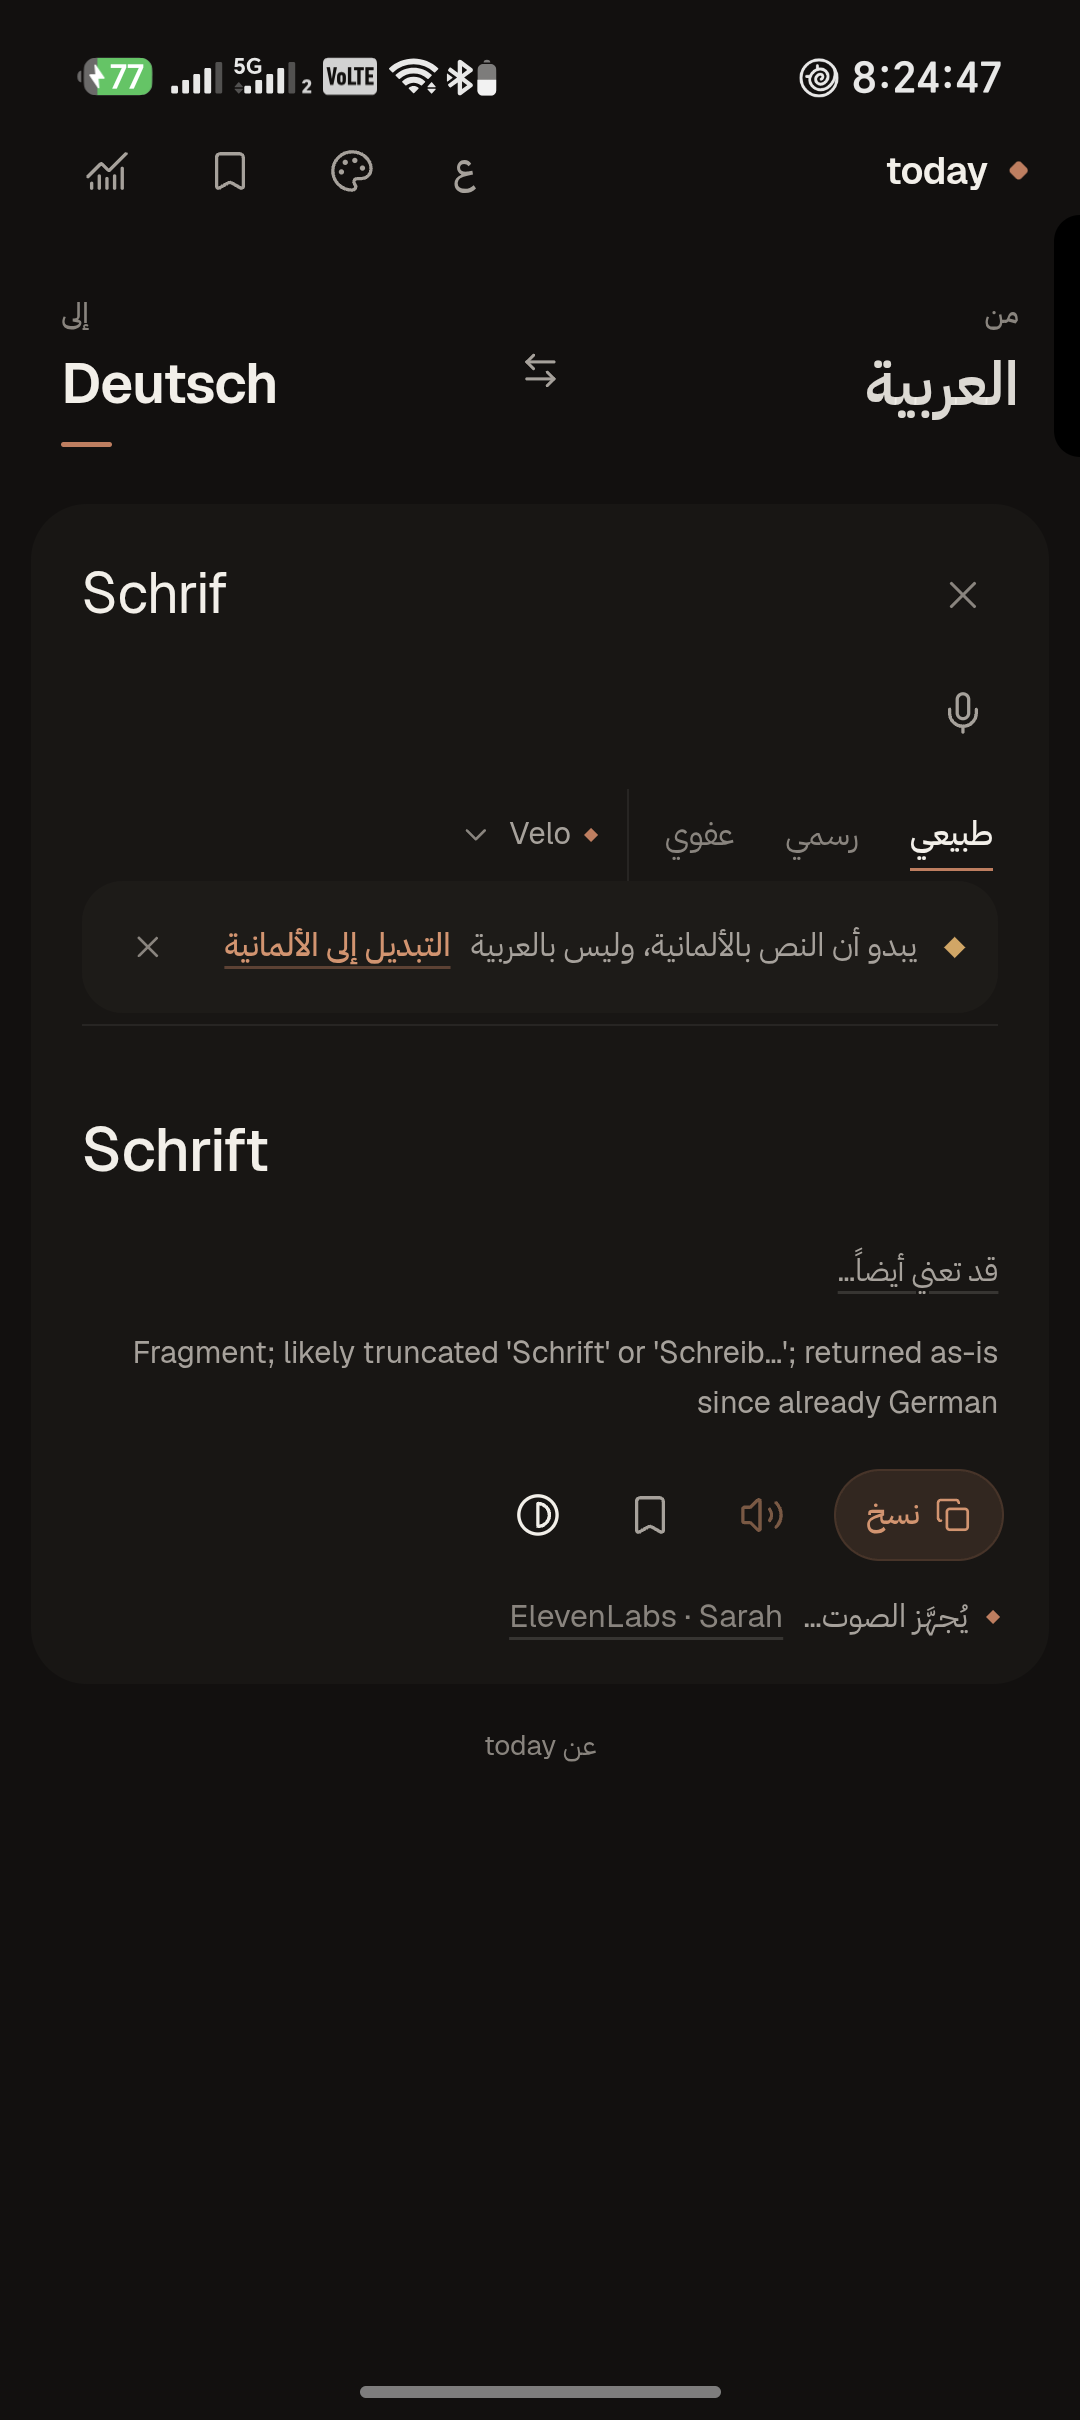 77 5G 2 VoLTE 8:24:47
ع today
من إلى
العربية Deutsch
Schrif
طبيعي رسمي عفوي Velo
يبدو أن النص بالألمانية، وليس بالعربية التبديل إلى الألمانية
Schrift
قد تعني أيضاً...
Fragment; likely truncated 'Schrift' or 'Schreib...'; returned as-is
since already German
نسخ
يُجهَّز الصوت... ElevenLabs · Sarah
عن today